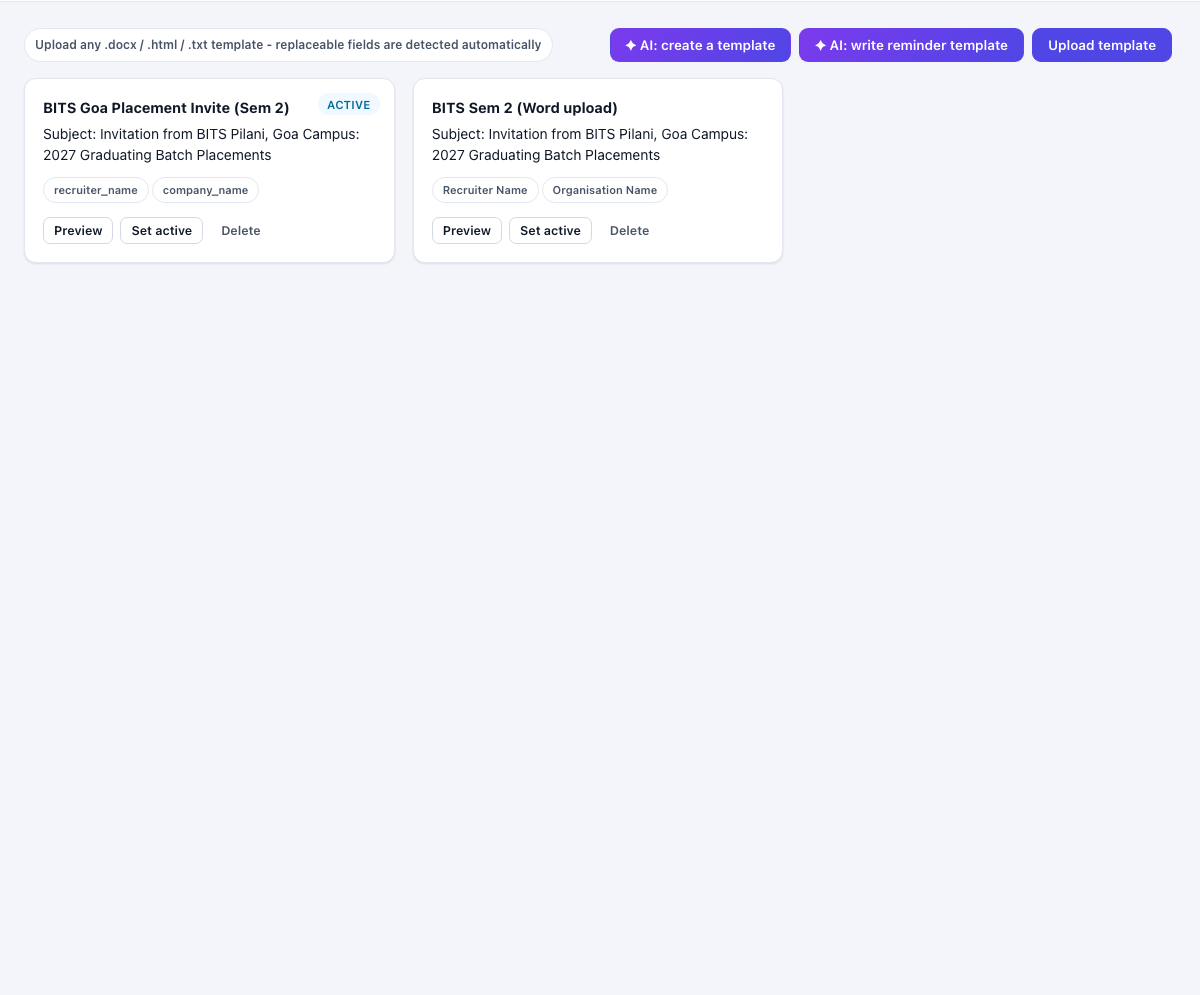 Upload any .docx / .html / .txt template - replaceable fields are detected automatically
✦ AI: create a template
✦ AI: write reminder template
Upload template
BITS Goa Placement Invite (Sem 2)
ACTIVE
Subject: Invitation from BITS Pilani, Goa Campus:
2027 Graduating Batch Placements
recruiter_name
company_name
Preview
Set active
Delete
BITS Sem 2 (Word upload)
Subject: Invitation from BITS Pilani, Goa Campus:
2027 Graduating Batch Placements
Recruiter Name
Organisation Name
Preview
Set active
Delete